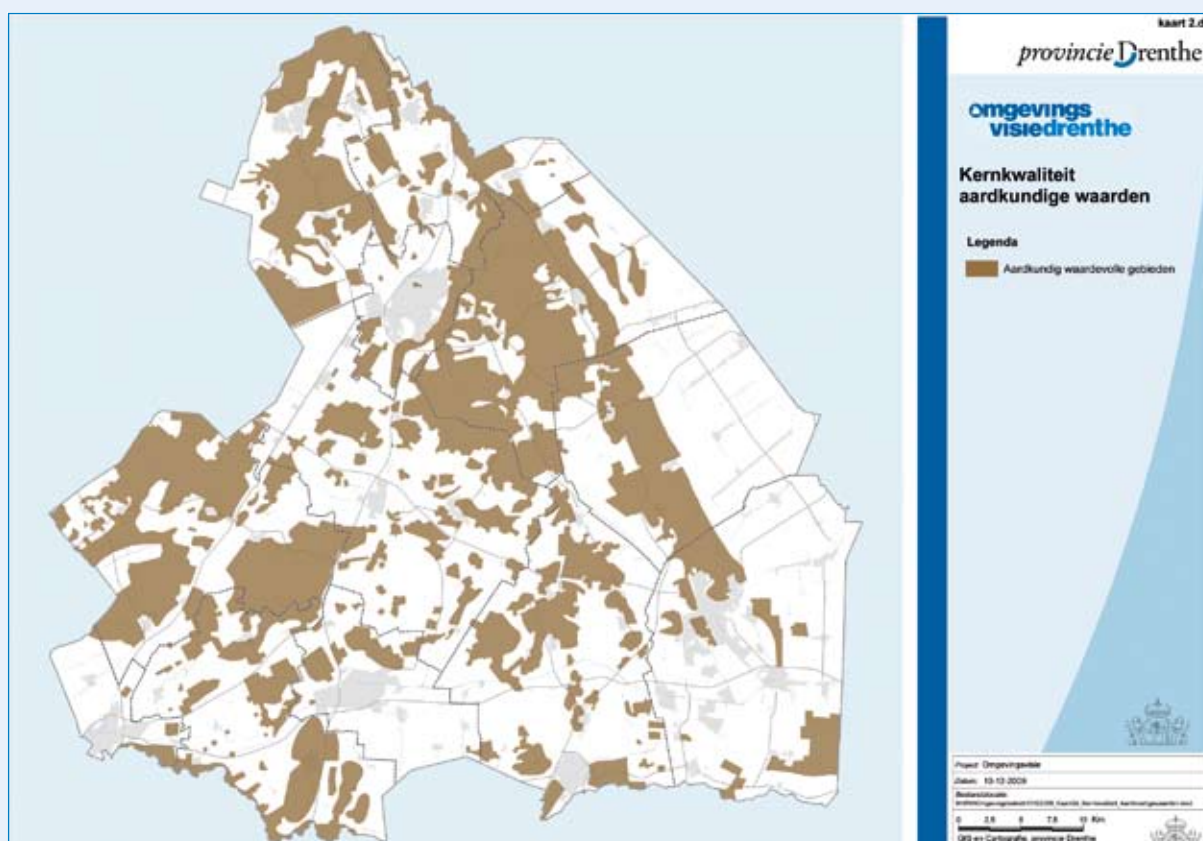 kaart 2.d
provincie Drenthe
omgevings
visiedrenthe
Kernkwaliteit
aardkundige waarden
Legenda
Aardkundig waardevolle gebieden
Project: Omgevingsvisie
Datum: 10-12-2009
Bestandslocatie:
0 2,5 5 7,5 10 Km
GIS en Cartografie, provincie Drenthe